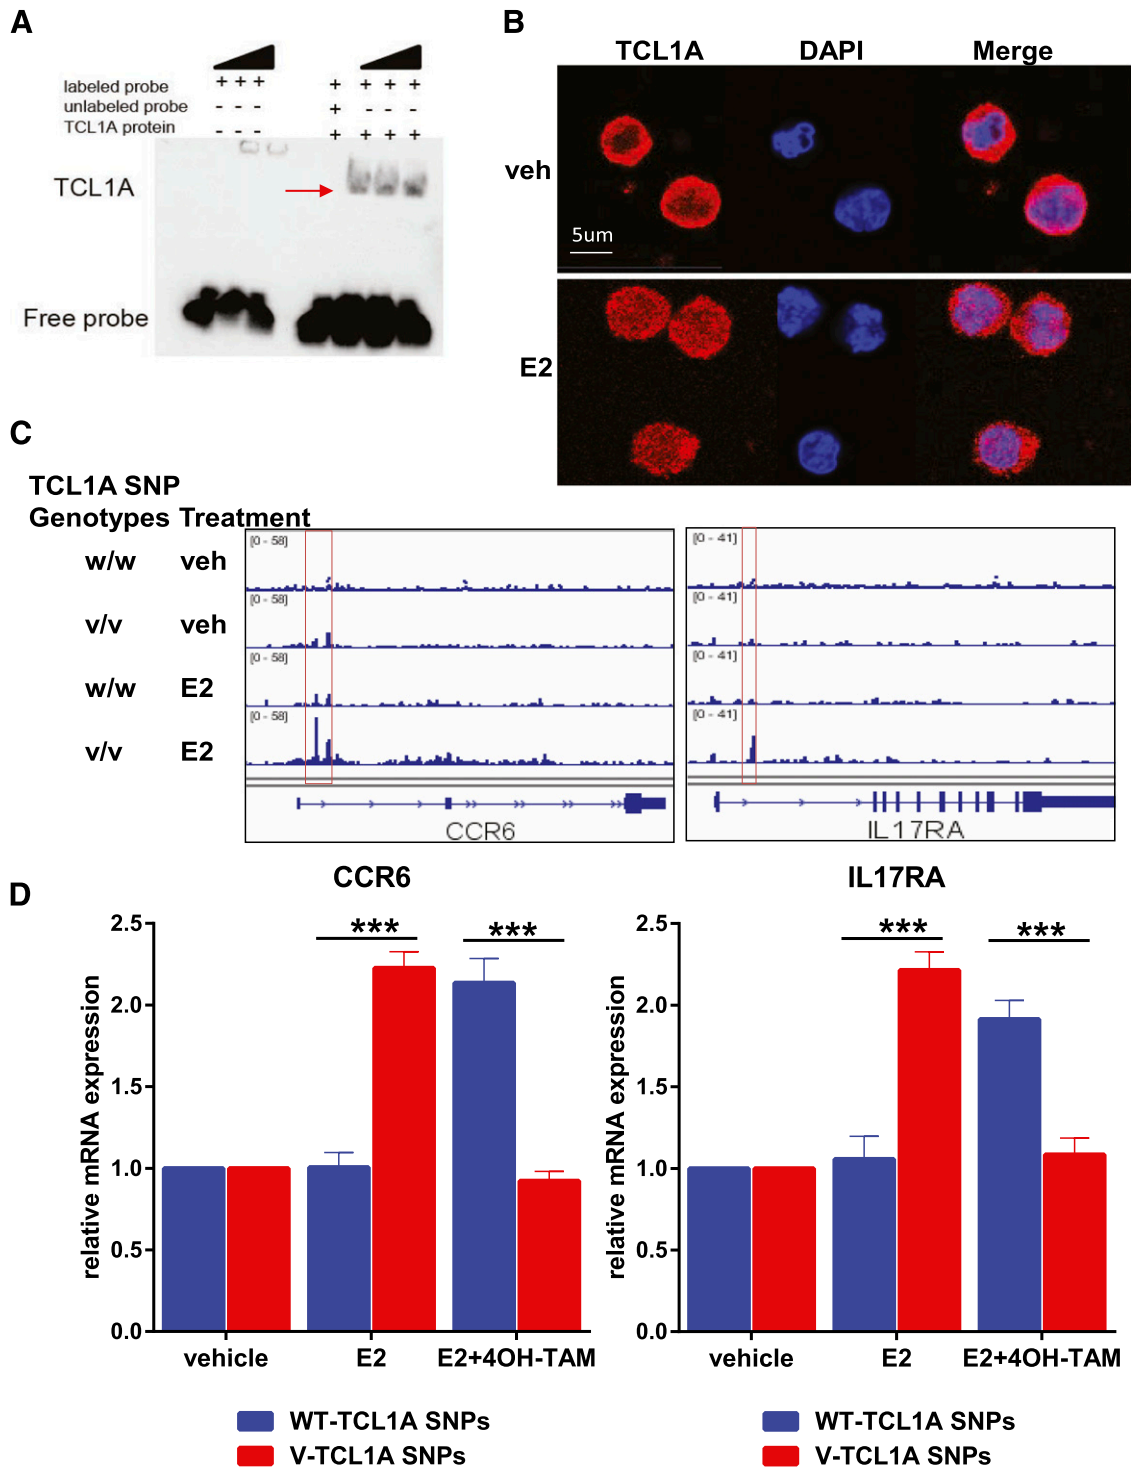 A
labeled probe + + + + + + +
unlabeled probe - - - + - - -
TCL1A protein - - - + + + +
TCL1A
Free probe
B
TCL1A DAPI Merge
veh
5um
E2
C
TCL1A SNP
Genotypes Treatment
w/w veh
[0 - 58]
[0 - 41]
v/v veh
[0 - 58]
[0 - 41]
w/w E2
[0 - 58]
[0 - 41]
v/v E2
[0 - 58]
[0 - 41]
CCR6
IL17RA
D
CCR6
2.5
2.0
1.5
1.0
0.5
0.0
relative mRNA expression
***
***
vehicle E2 E2+4OH-TAM
WT-TCL1A SNPs
V-TCL1A SNPs
IL17RA
2.5
2.0
1.5
1.0
0.5
0.0
relative mRNA expression
***
***
vehicle E2 E2+4OH-TAM
WT-TCL1A SNPs
V-TCL1A SNPs